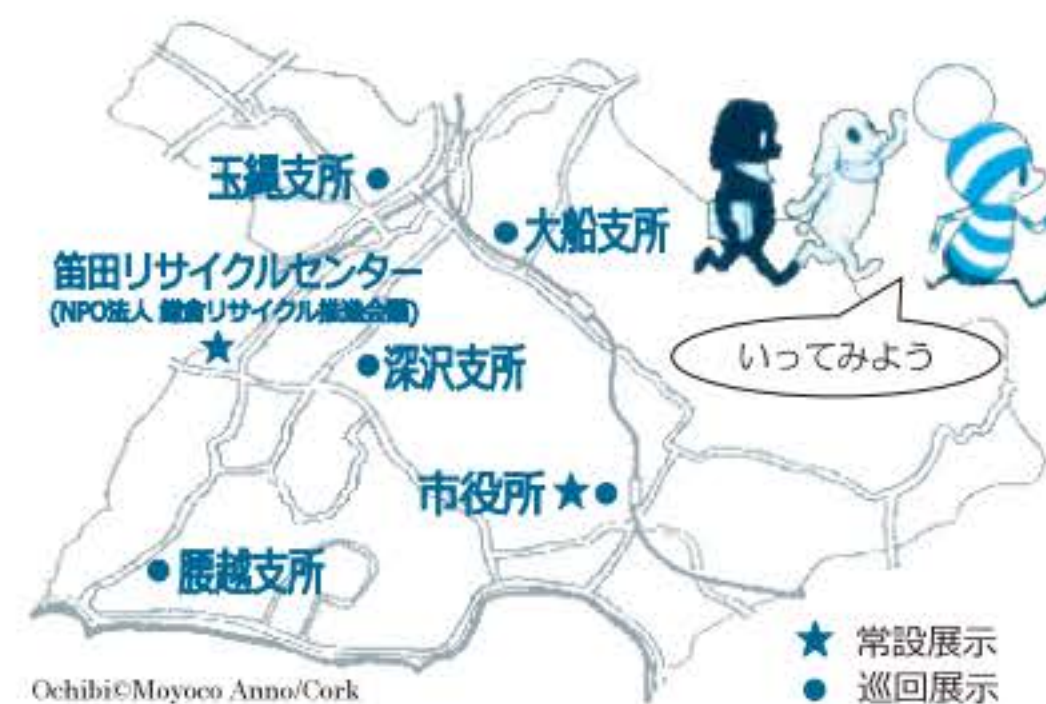 玉縄支所
大船支所
笛田リサイクルセンター
(NPO法人 鎌倉リサイクル推進会議)
いってみよう
深沢支所
市役所
腰越支所
常設展示
巡回展示
Ochibi©Moyoco Anno/Cork